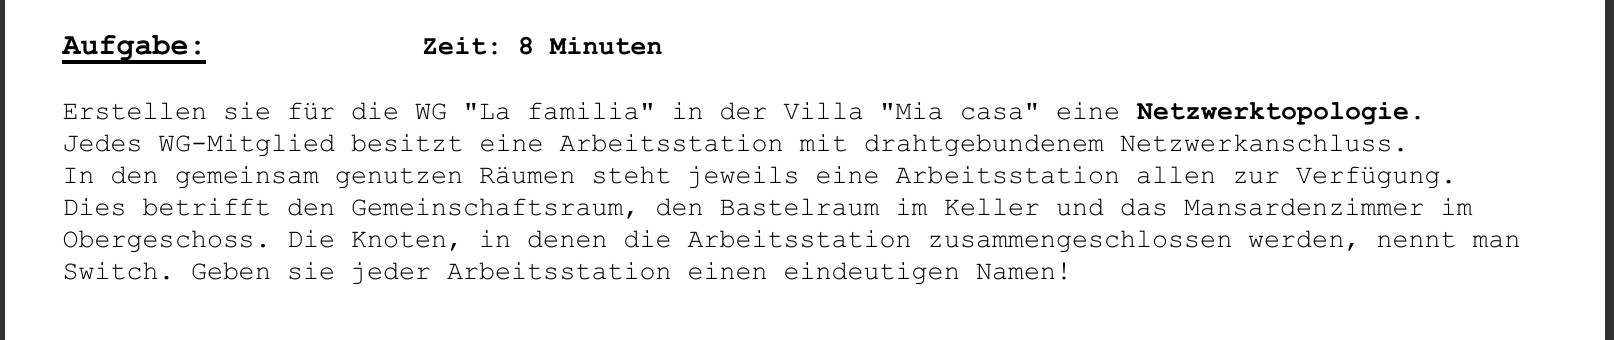 Aufgabe: Zeit: 8 Minuten
Erstellen sie für die WG "La familia" in der Villa "Mia casa" eine Netzwerktopologie.
Jedes WG-Mitglied besitzt eine Arbeitsstation mit drahtgebundenem Netzwerkanschluss.
In den gemeinsam genutzen Räumen steht jeweils eine Arbeitsstation allen zur Verfügung.
Dies betrifft den Gemeinschaftsraum, den Bastelraum im Keller und das Mansardenzimmer im
Obergeschoss. Die Knoten, in denen die Arbeitsstation zusammengeschlossen werden, nennt man
Switch. Geben sie jeder Arbeitsstation einen eindeutigen Namen!